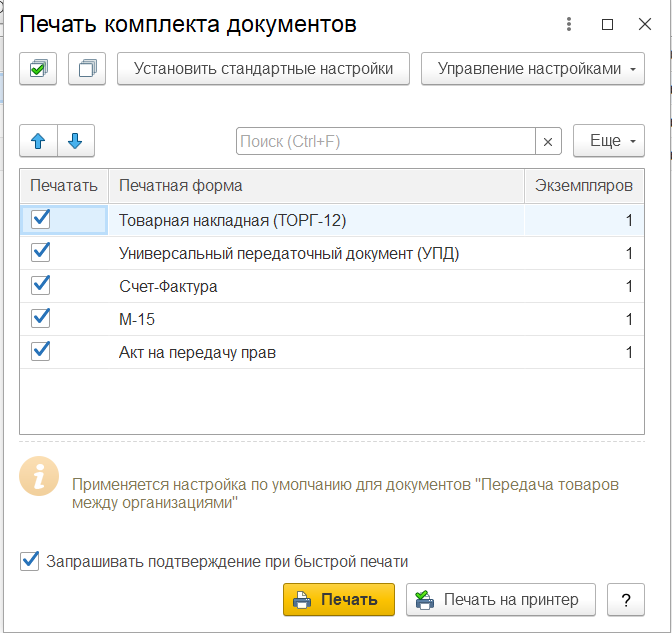 Печать комплекта документов
Установить стандартные настройки
Управление настройками
Поиск (Ctrl+F)
Еще
Печатать Печатная форма Экземпляров
Товарная накладная (ТОРГ-12) 1
Универсальный передаточный документ (УПД) 1
Счет-Фактура 1
М-15 1
Акт на передачу прав 1
Применяется настройка по умолчанию для документов "Передача товаров
между организациями"
Запрашивать подтверждение при быстрой печати
Печать
Печать на принтер
?